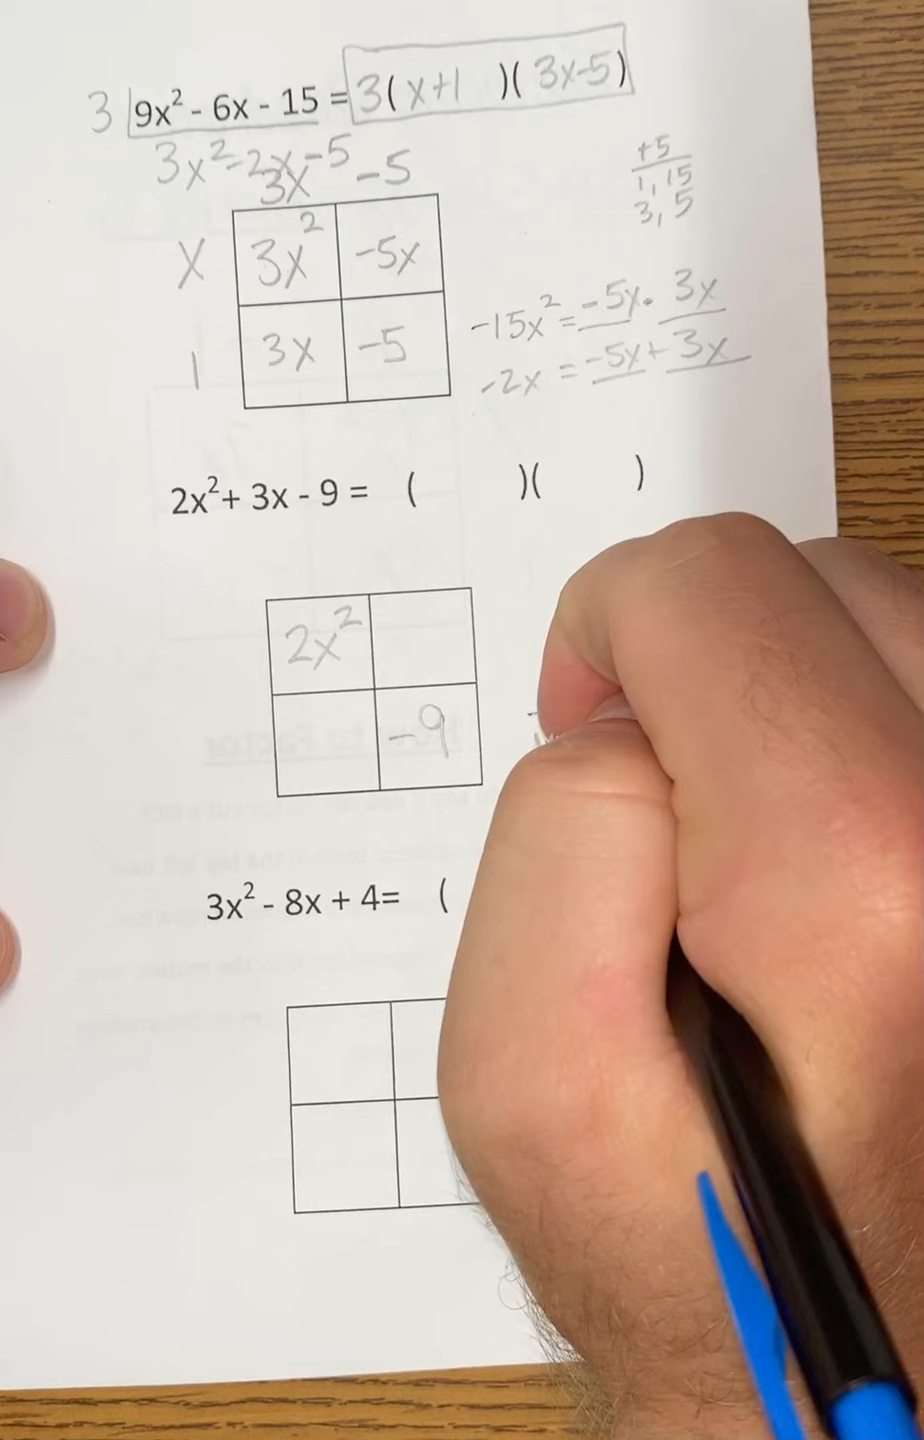 3 9x² - 6x - 15 = 3(x+1 )(3x-5)
3x²-2x-5
3x -5
+5
1, 15
3, 5
x 3x² -5x
1 3x -5
-15x² = -5x · 3x
-2x = -5x + 3x
2x² + 3x - 9 = ( )( )
2x²
-9
3x² - 8x + 4= (